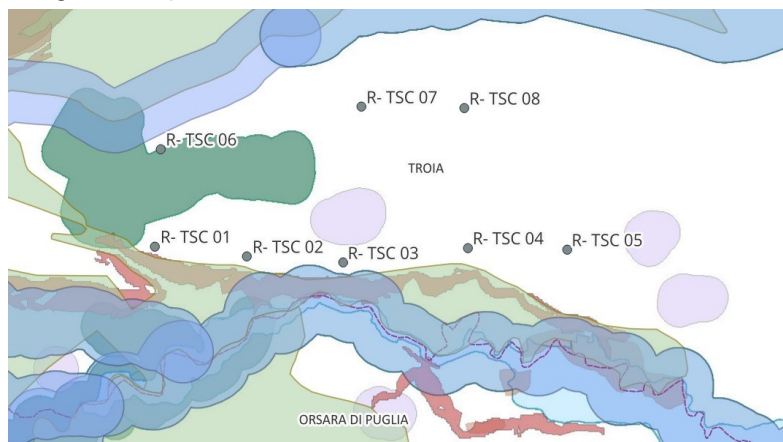 R- TSC 07
R- TSC 08
R- TSC 06
TROIA
R- TSC 01
R- TSC 02
R- TSC 03
R- TSC 04
R- TSC 05
ORSARA DI PUGLIA